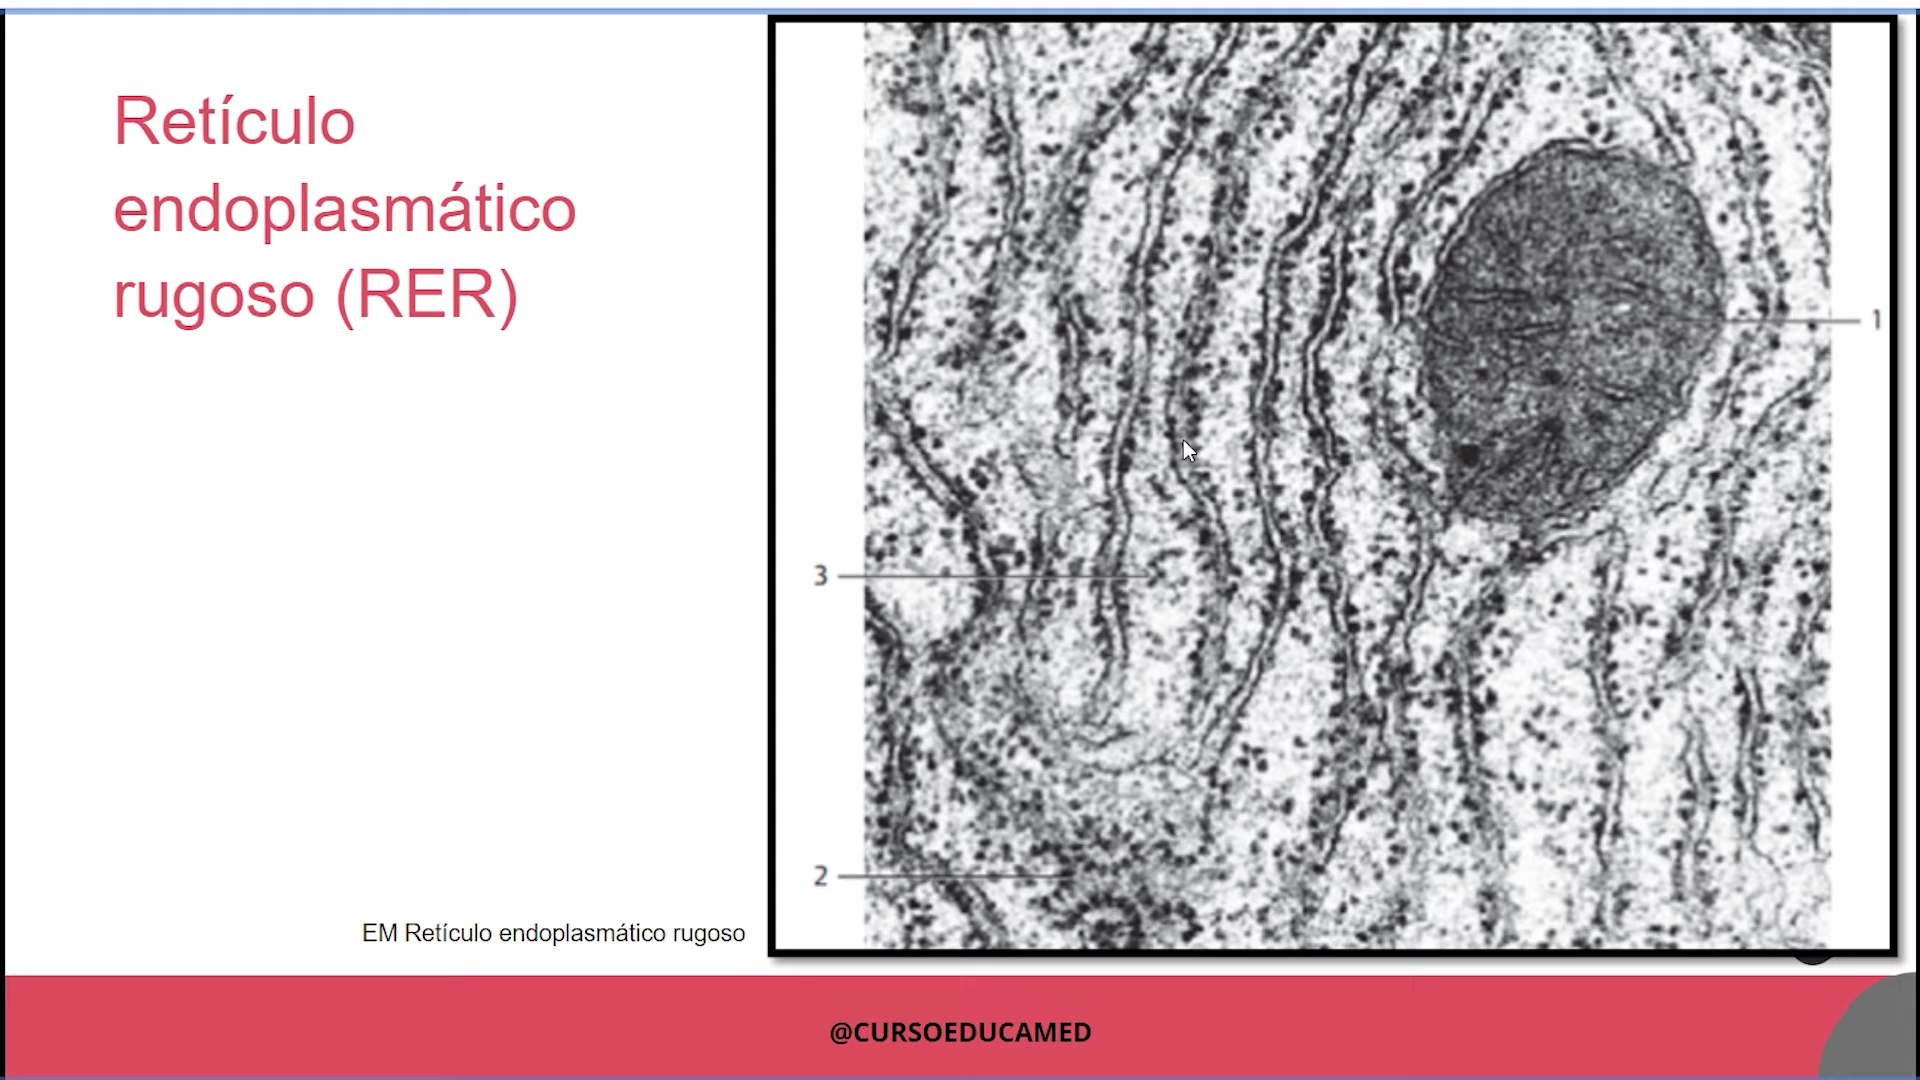 Retículo
endoplasmático
rugoso (RER)
1
3
2
EM Retículo endoplasmático rugoso
@CURSOEDUCAMED